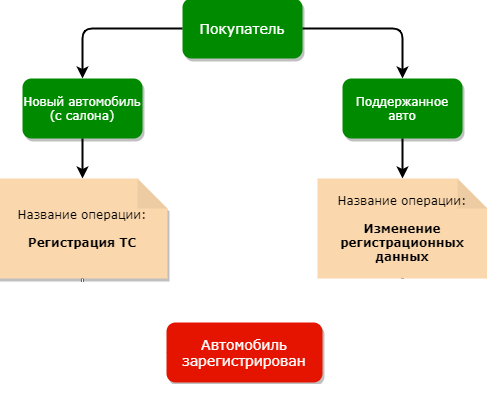 Покупатель
Новый автомобиль
(с салона)
Поддержанное
авто
Название операции:
Регистрация ТС
Название операции:
Изменение
регистрационных
данных
Автомобиль
зарегистрирован